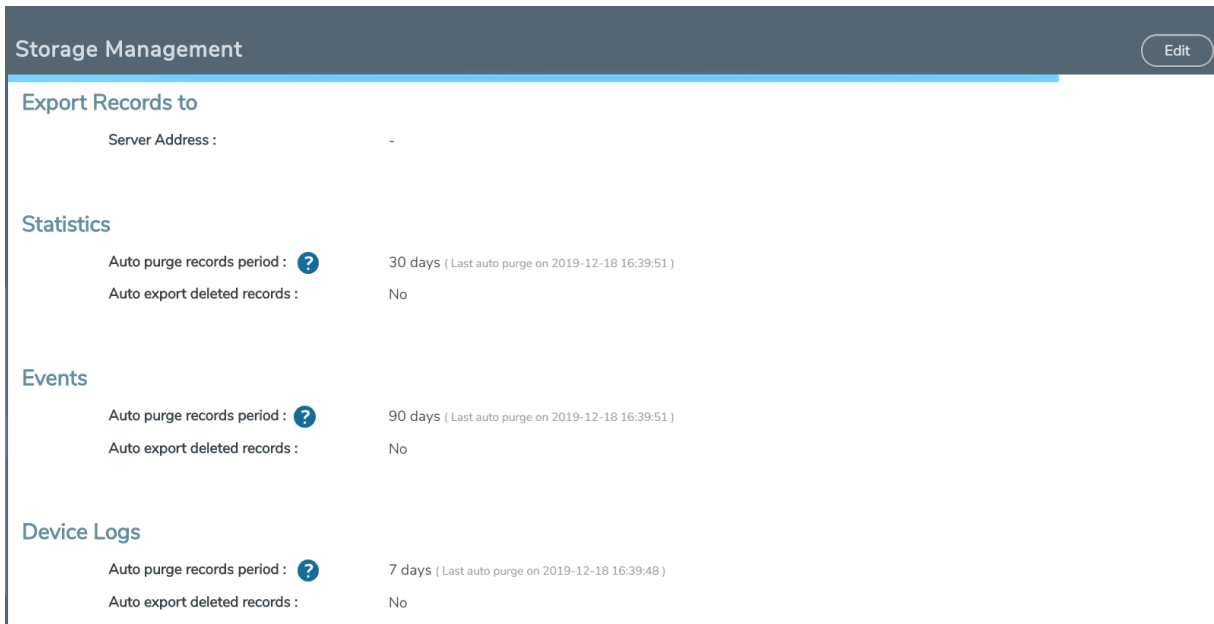 Storage Management
Edit
Export Records to
Server Address : -
Statistics
Auto purge records period : ? 30 days ( Last auto purge on 2019-12-18 16:39:51 )
Auto export deleted records : No
Events
Auto purge records period : ? 90 days ( Last auto purge on 2019-12-18 16:39:51 )
Auto export deleted records : No
Device Logs
Auto purge records period : ? 7 days ( Last auto purge on 2019-12-18 16:39:48 )
Auto export deleted records : No